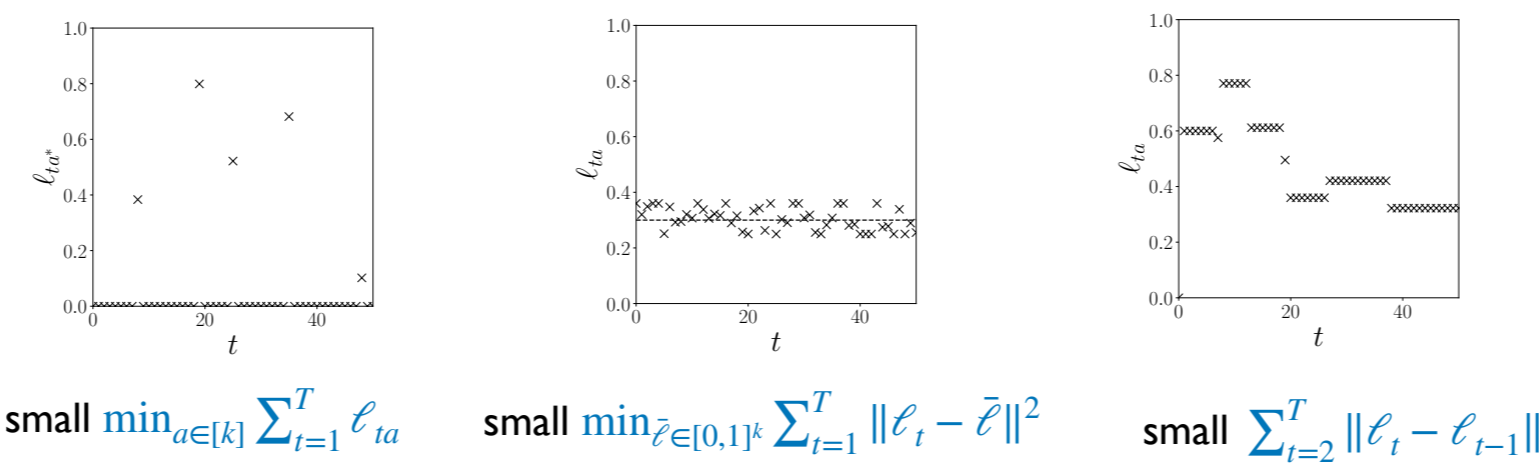 1.0
0.8
0.6
0.4
0.2
0.0
ℓ_{ta*}
0 20 40
t
small min_{a∈[k]} ∑_{t=1}^{T} ℓ_{ta}
1.0
0.8
0.6
0.4
0.2
0.0
ℓ_{ta}
0 20 40
t
small min_{ℓ̄∈[0,1]^k} ∑_{t=1}^{T} ‖ℓ_t − ℓ̄‖²
1.0
0.8
0.6
0.4
0.2
0.0
ℓ_{ta}
0 20 40
t
small ∑_{t=2}^{T} ‖ℓ_t − ℓ_{t−1}‖